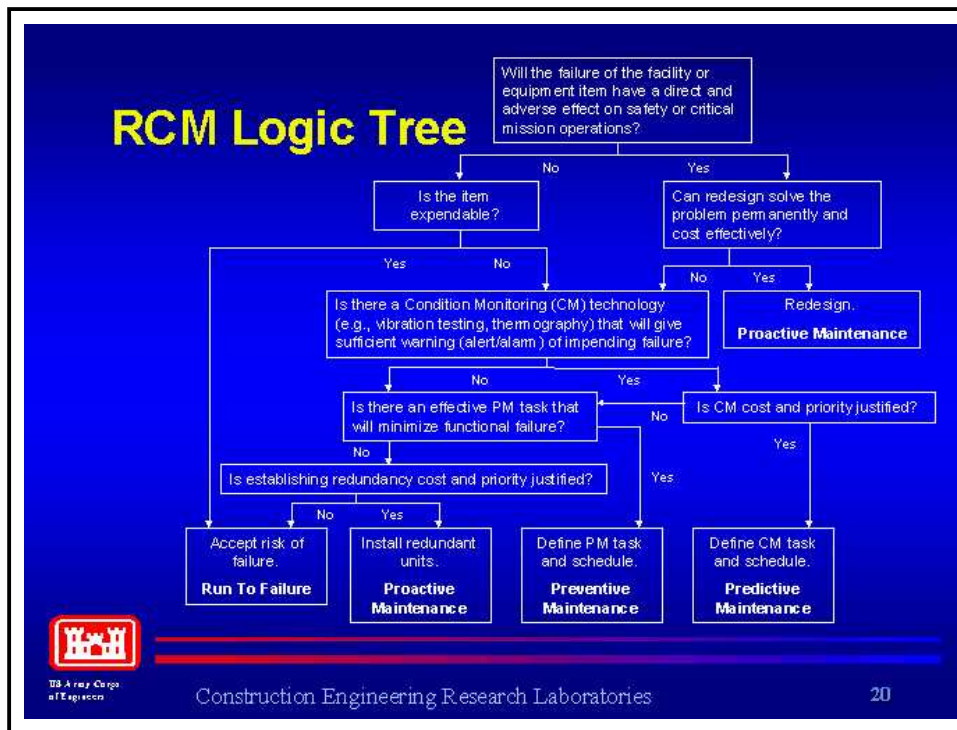 RCM Logic Tree
Will the failure of the facility or
equipment item have a direct and
adverse effect on safety or critical
mission operations?
No
Yes
Is the item
expendable?
Can redesign solve the
problem permanently and
cost effectively?
Yes
No
No
Yes
Is there a Condition Monitoring (CM) technology
(e.g., vibration testing, thermography) that will give
sufficient warning (alert/alarm) of impending failure?
Redesign.
Proactive Maintenance
No
Yes
Is there an effective PM task that
will minimize functional failure?
No
Is CM cost and priority justified?
No
Yes
Yes
Is establishing redundancy cost and priority justified?
No
Yes
Accept risk of
failure.
Run To Failure
Install redundant
units.
Proactive
Maintenance
Define PM task
and schedule.
Preventive
Maintenance
Define CM task
and schedule.
Predictive
Maintenance
US Army Corps
of Engineers
Construction Engineering Research Laboratories
20